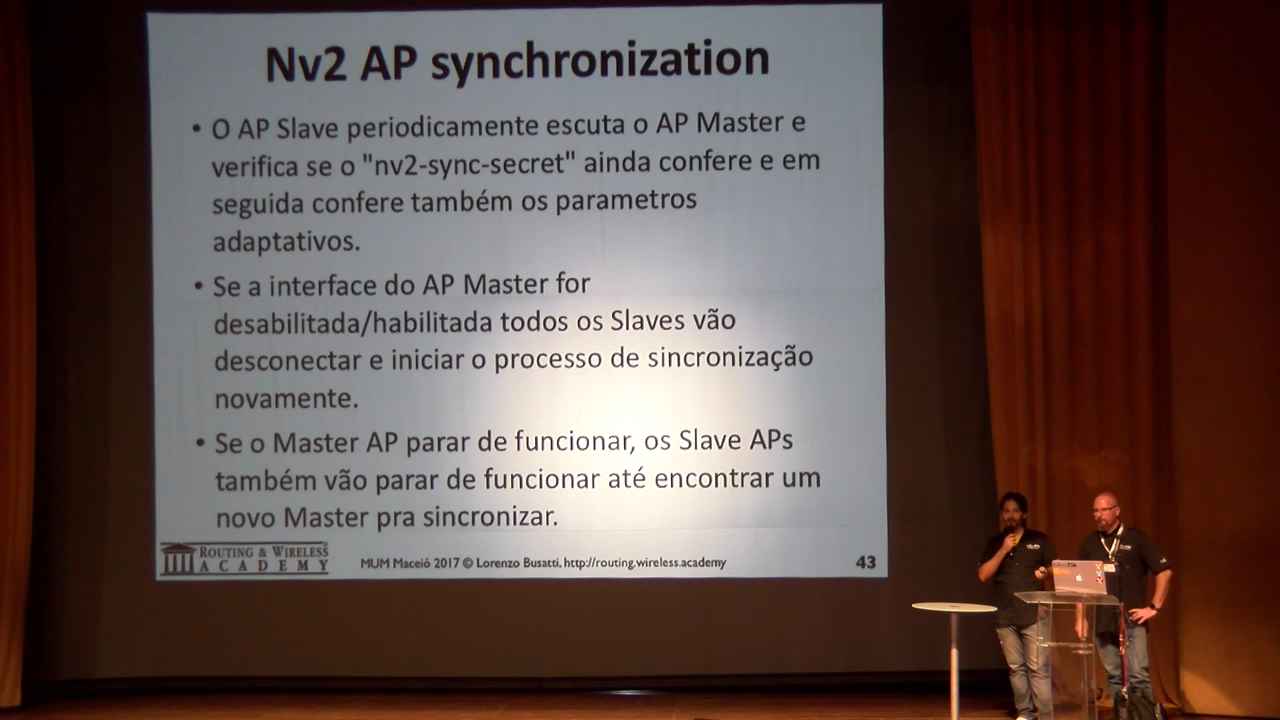 Nv2 AP synchronization
• O AP Slave periodicamente escuta o AP Master e
verifica se o "nv2-sync-secret" ainda confere e em
seguida confere também os parametros
adaptativos.
• Se a interface do AP Master for
desabilitada/habilitada todos os Slaves vão
desconectar e iniciar o processo de sincronização
novamente.
• Se o Master AP parar de funcionar, os Slave APs
também vão parar de funcionar até encontrar um
novo Master pra sincronizar.
ROUTING & WIRELESS
ACADEMY
MUM Maceió 2017 © Lorenzo Busatti, http://routing.wireless.academy
43